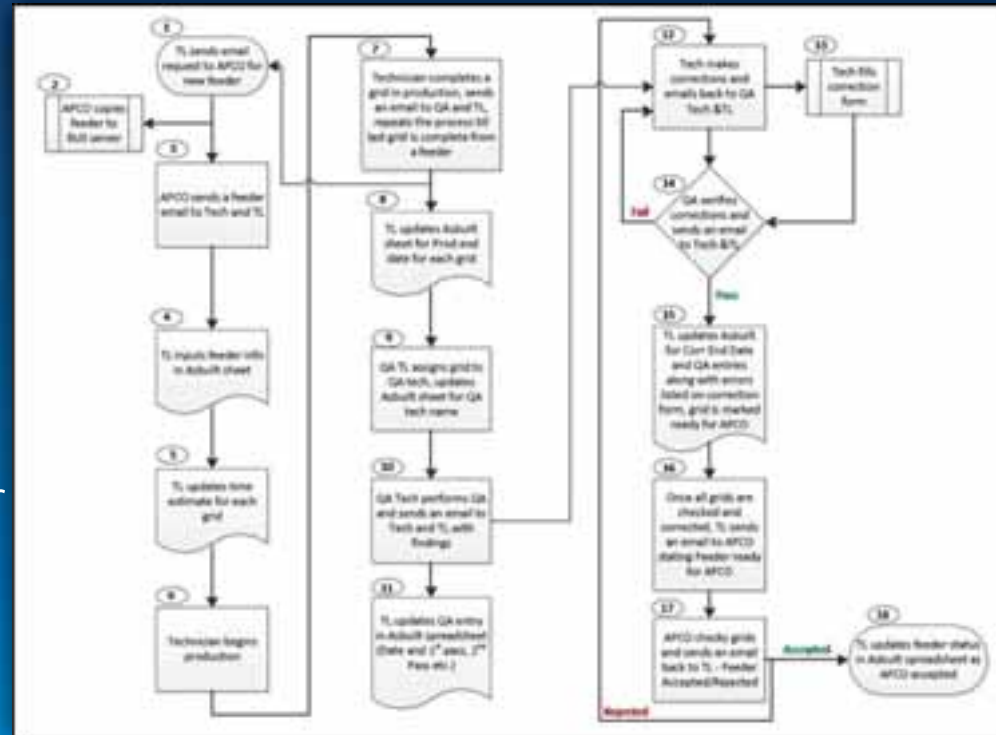 1
TL sends email
request to APCO for
new feeder
2
APCO copies
feeder to
BUS server
3
APCO sends a feeder
email to Tech and TL
4
TL inputs feeder info
in Asbuilt sheet
5
TL updates time
estimate for each
grid
6
Technician begins
production
7
Technician completes a
grid in production, sends
an email to QA and TL,
repeats the process till
last grid is complete from
a feeder
8
TL updates Asbuilt
sheet for Prod end
date for each grid
9
QA TL assigns grid to
QA tech, updates
Asbuilt sheet for QA
tech name
10
QA Tech performs QA
and sends an email to
Tech and TL with
findings
11
TL updates QA entry
in Asbuilt spreadsheet
(Date and 1st pass, 2nd
Pass etc.)
12
Tech makes
corrections and
emails back to QA
Tech &TL
13
Tech fills
correction
form
14
QA verifies
corrections and
sends an email
to Tech &TL
Fail
Pass
15
TL updates Asbuilt
for Corr End Date
and QA entries
along with errors
listed on correction
form, grid is marked
ready for APCO
16
Once all grids are
checked and
corrected, TL sends
an email to APCO
stating Feeder ready
for APCO
17
APCO checks grids
and sends an email
back to TL - Feeder
Accepted/Rejected
Accepted
Rejected
18
TL updates feeder status
in Asbuilt spreadsheet as
APCO accepted